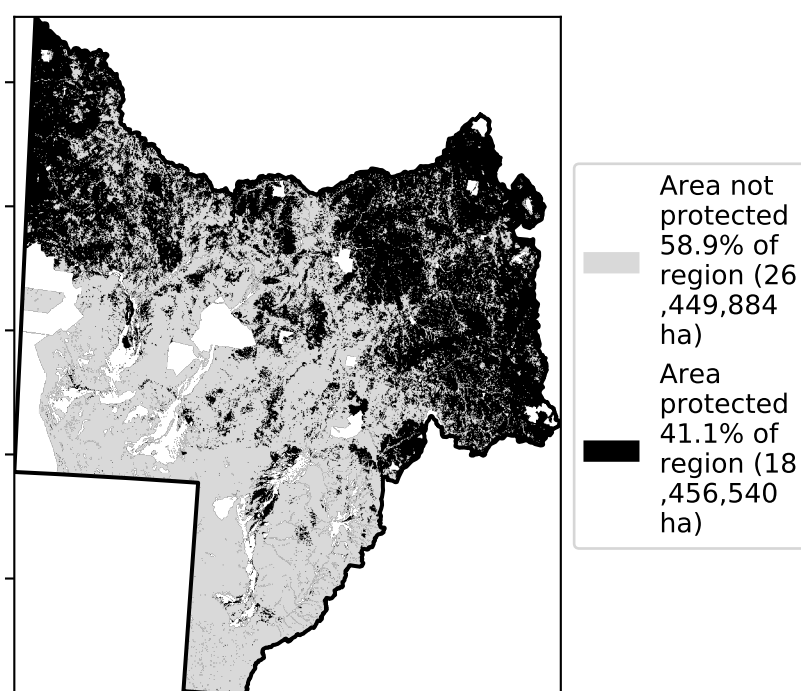 Area not
protected
58.9% of
region (26
,449,884
ha)
Area
protected
41.1% of
region (18
,456,540
ha)